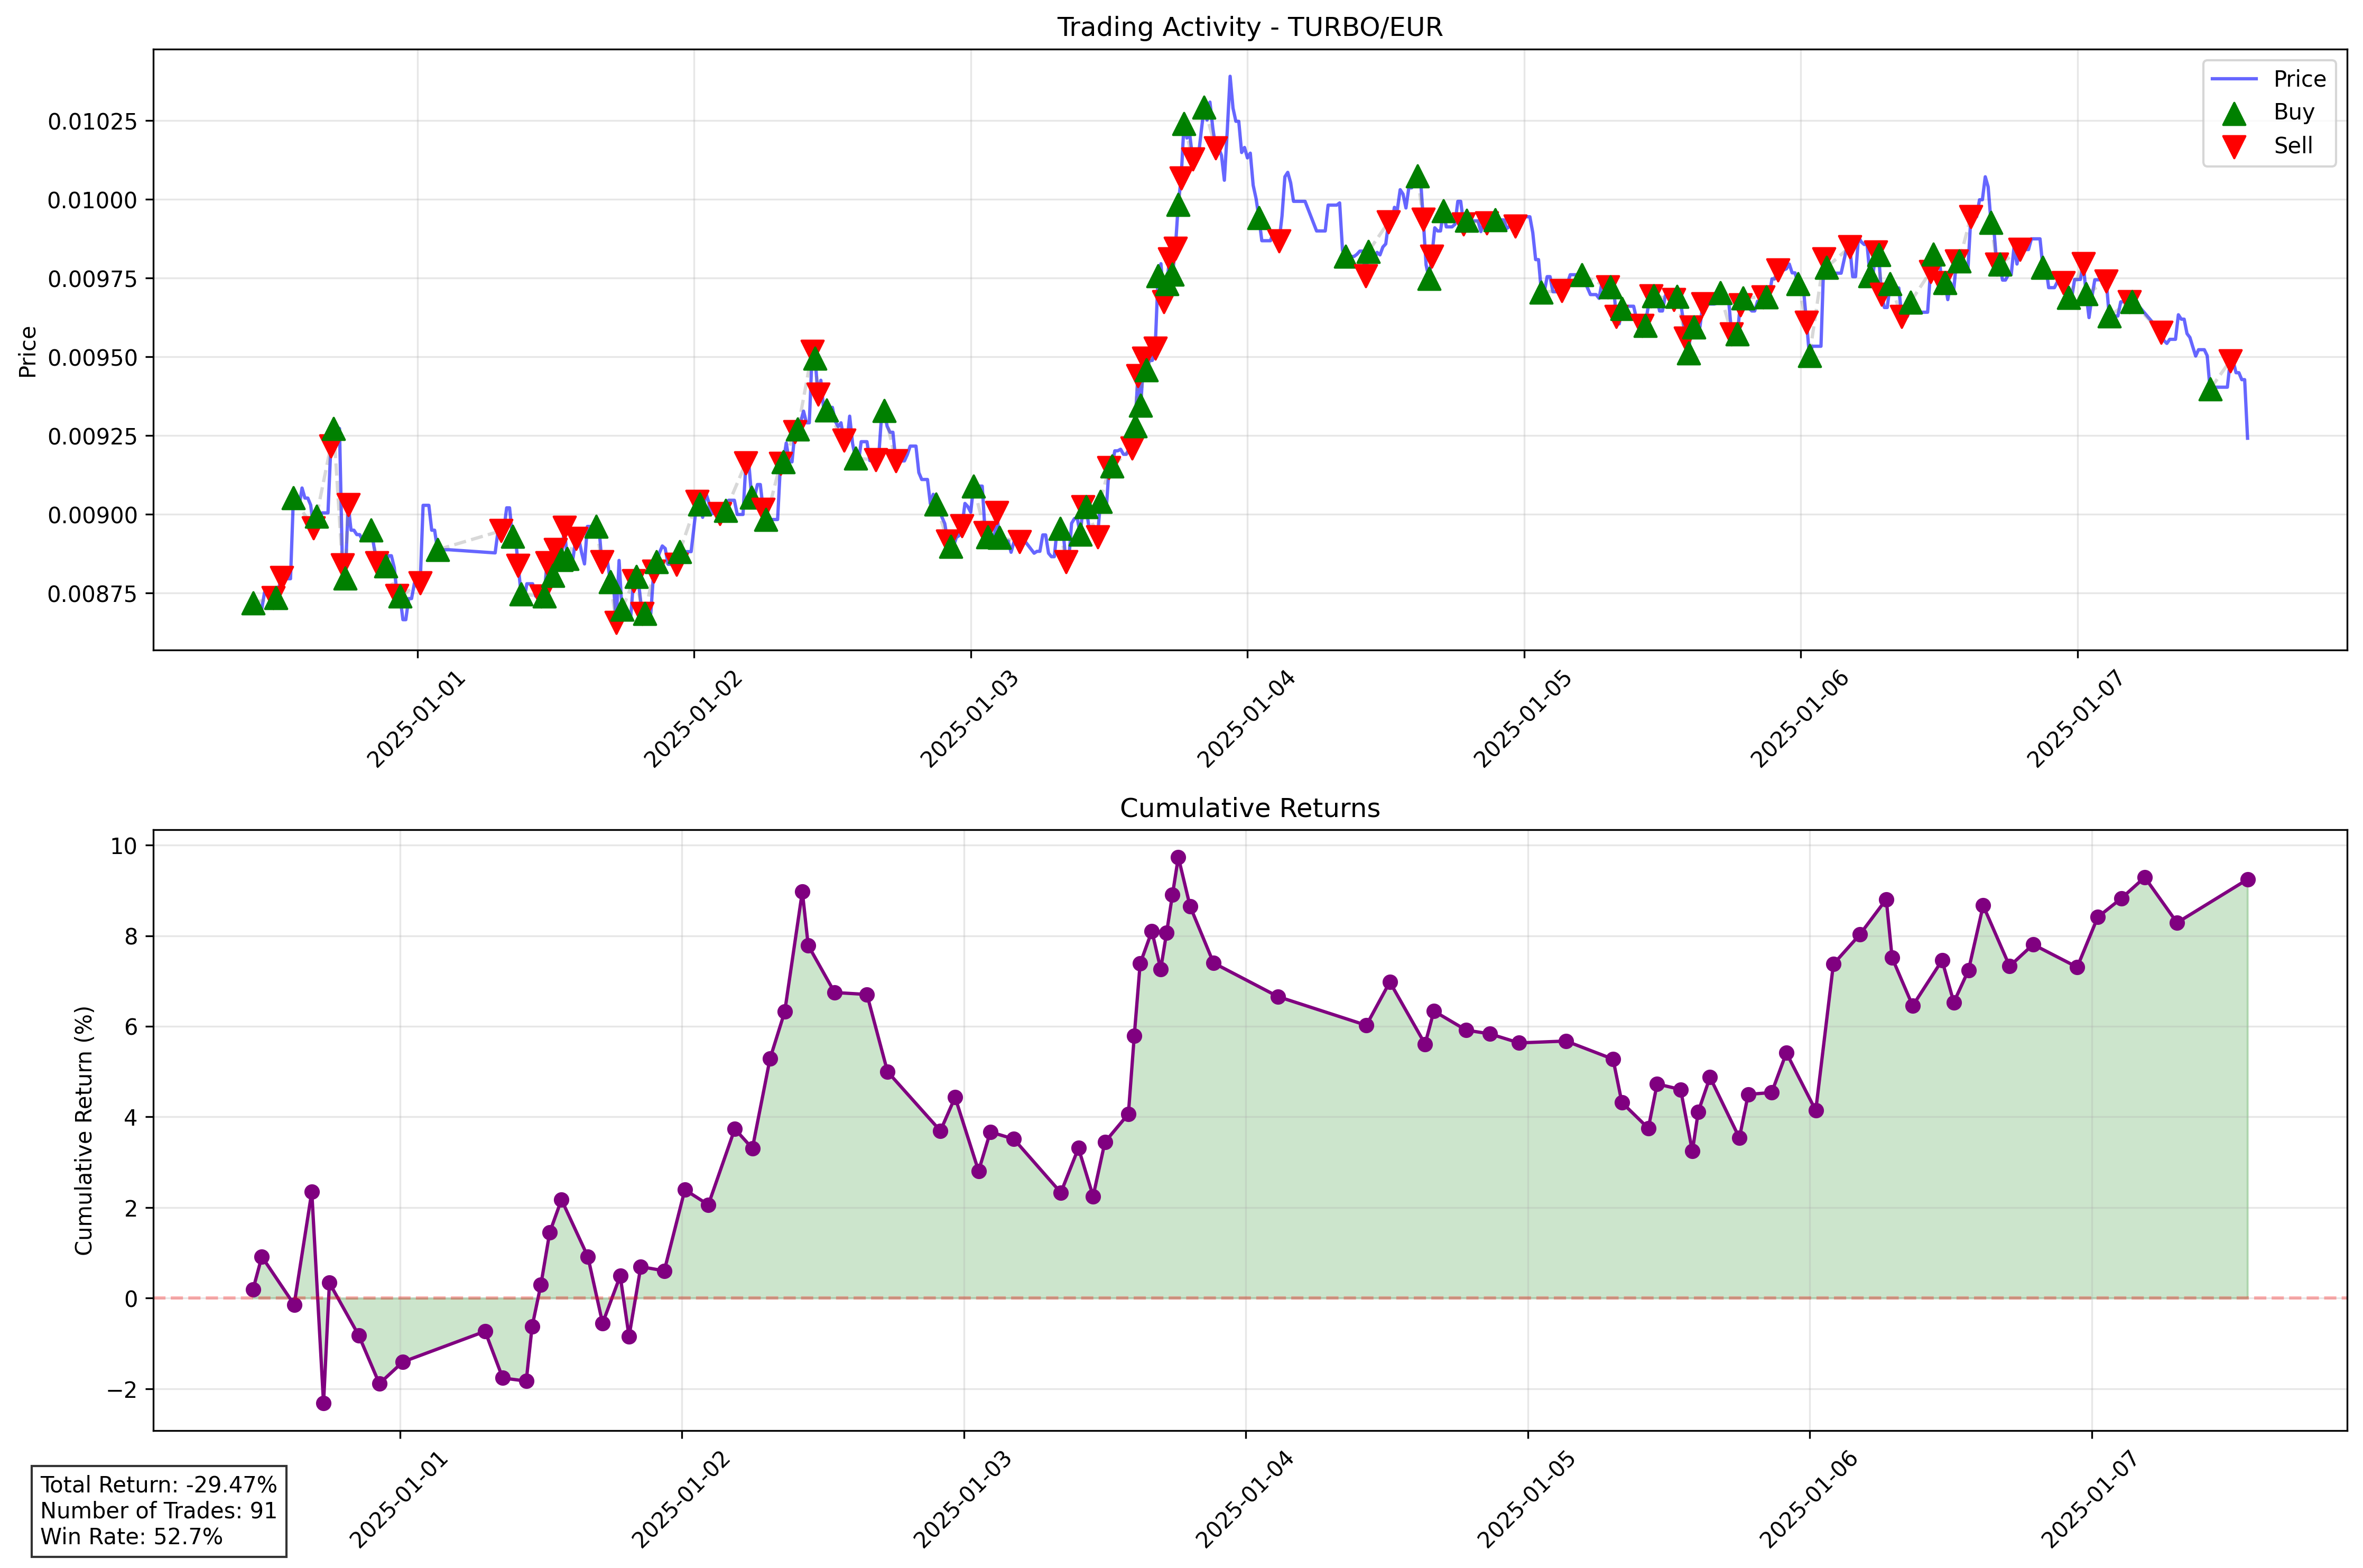 Trading Activity - TURBO/EUR
Price
0.01025
0.01000
0.00975
0.00950
0.00925
0.00900
0.00875
Price
Buy
Sell
2025-01-01
2025-01-02
2025-01-03
2025-01-04
2025-01-05
2025-01-06
2025-01-07
Cumulative Returns
Cumulative Return (%)
10
8
6
4
2
0
−2
2025-01-01
2025-01-02
2025-01-03
2025-01-04
2025-01-05
2025-01-06
2025-01-07
Total Return: -29.47%
Number of Trades: 91
Win Rate: 52.7%